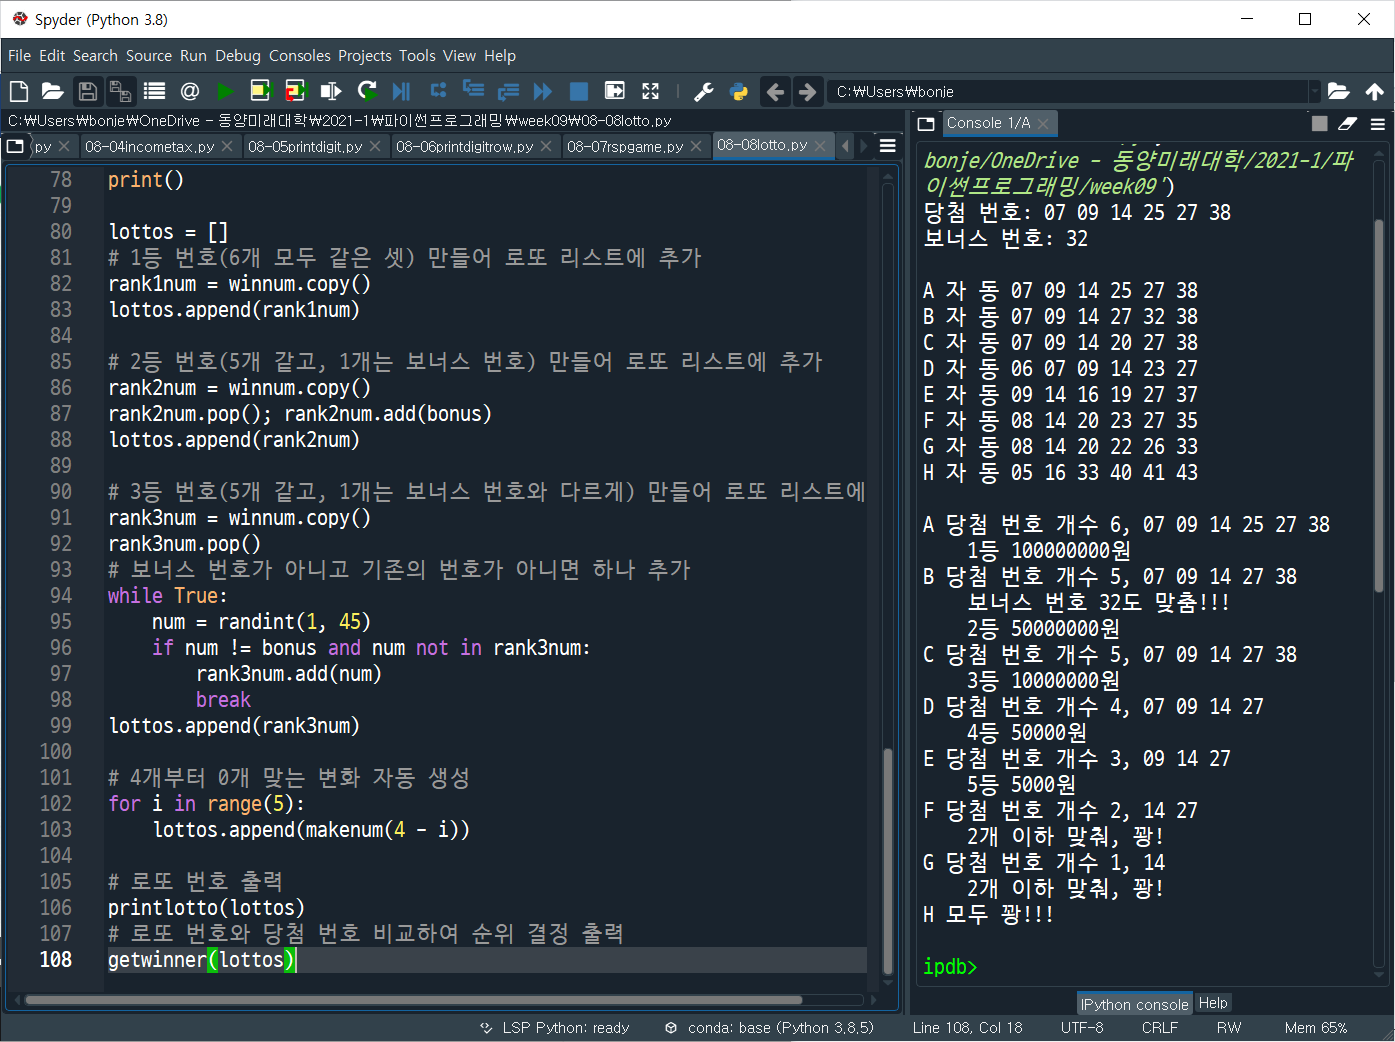 Spyder (Python 3.8)
File Edit Search Source Run Debug Consoles Projects Tools View Help
C:₩Users₩bonje
C:₩Users₩bonje₩OneDrive - 동양미래대학₩2021-1₩파이썬프로그래밍₩week09₩08-08lotto.py
py 08-04incometax.py 08-05printdigit.py 08-06printdigitrow.py 08-07rspgame.py 08-08lotto.py
78 print()
79
80 lottos = []
81 # 1등 번호(6개 모두 같은 셋) 만들어 로또 리스트에 추가
82 rank1num = winnum.copy()
83 lottos.append(rank1num)
84
85 # 2등 번호(5개 같고, 1개는 보너스 번호) 만들어 로또 리스트에 추가
86 rank2num = winnum.copy()
87 rank2num.pop(); rank2num.add(bonus)
88 lottos.append(rank2num)
89
90 # 3등 번호(5개 같고, 1개는 보너스 번호와 다르게) 만들어 로또 리스트에
91 rank3num = winnum.copy()
92 rank3num.pop()
93 # 보너스 번호가 아니고 기존의 번호가 아니면 하나 추가
94 while True:
95     num = randint(1, 45)
96     if num != bonus and num not in rank3num:
97         rank3num.add(num)
98         break
99 lottos.append(rank3num)
100
101 # 4개부터 0개 맞는 변화 자동 생성
102 for i in range(5):
103     lottos.append(makenum(4 - i))
104
105 # 로또 번호 출력
106 printlotto(lottos)
107 # 로또 번호와 당첨 번호 비교하여 순위 결정 출력
108 getwinner(lottos)
Console 1/A
bonje/OneDrive - 동양미래대학/2021-1/파
이썬프로그래밍/week09')
당첨 번호: 07 09 14 25 27 38
보너스 번호: 32
A 자 동 07 09 14 25 27 38
B 자 동 07 09 14 27 32 38
C 자 동 07 09 14 20 27 38
D 자 동 06 07 09 14 23 27
E 자 동 09 14 16 19 27 37
F 자 동 08 14 20 23 27 35
G 자 동 08 14 20 22 26 33
H 자 동 05 16 33 40 41 43
A 당첨 번호 개수 6, 07 09 14 25 27 38
1등 100000000원
B 당첨 번호 개수 5, 07 09 14 27 38
보너스 번호 32도 맞춤!!!
2등 50000000원
C 당첨 번호 개수 5, 07 09 14 27 38
3등 10000000원
D 당첨 번호 개수 4, 07 09 14 27
4등 50000원
E 당첨 번호 개수 3, 09 14 27
5등 5000원
F 당첨 번호 개수 2, 14 27
2개 이하 맞춰, 꽝!
G 당첨 번호 개수 1, 14
2개 이하 맞춰, 꽝!
H 모두 꽝!!!
ipdb>
IPython console Help
LSP Python: ready conda: base (Python 3.8.5) Line 108, Col 18 UTF-8 CRLF RW Mem 65%